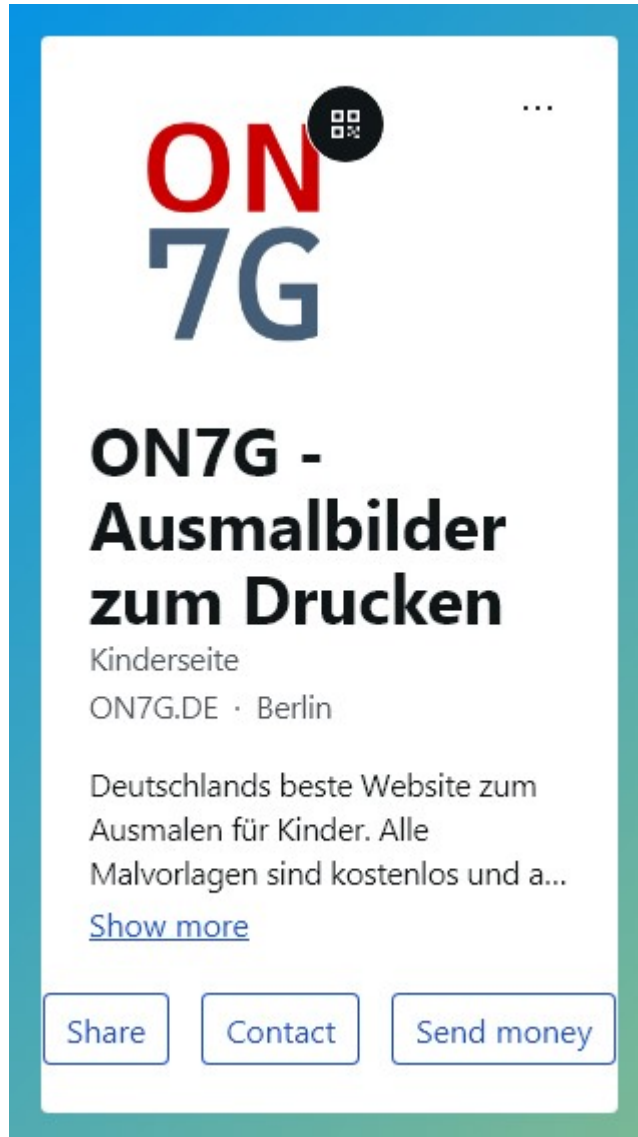 ON
7G
...
ON7G -
Ausmalbilder
zum Drucken
Kinderseite
ON7G.DE · Berlin
Deutschlands beste Website zum
Ausmalen für Kinder. Alle
Malvorlagen sind kostenlos und a...
Show more
Share Contact Send money